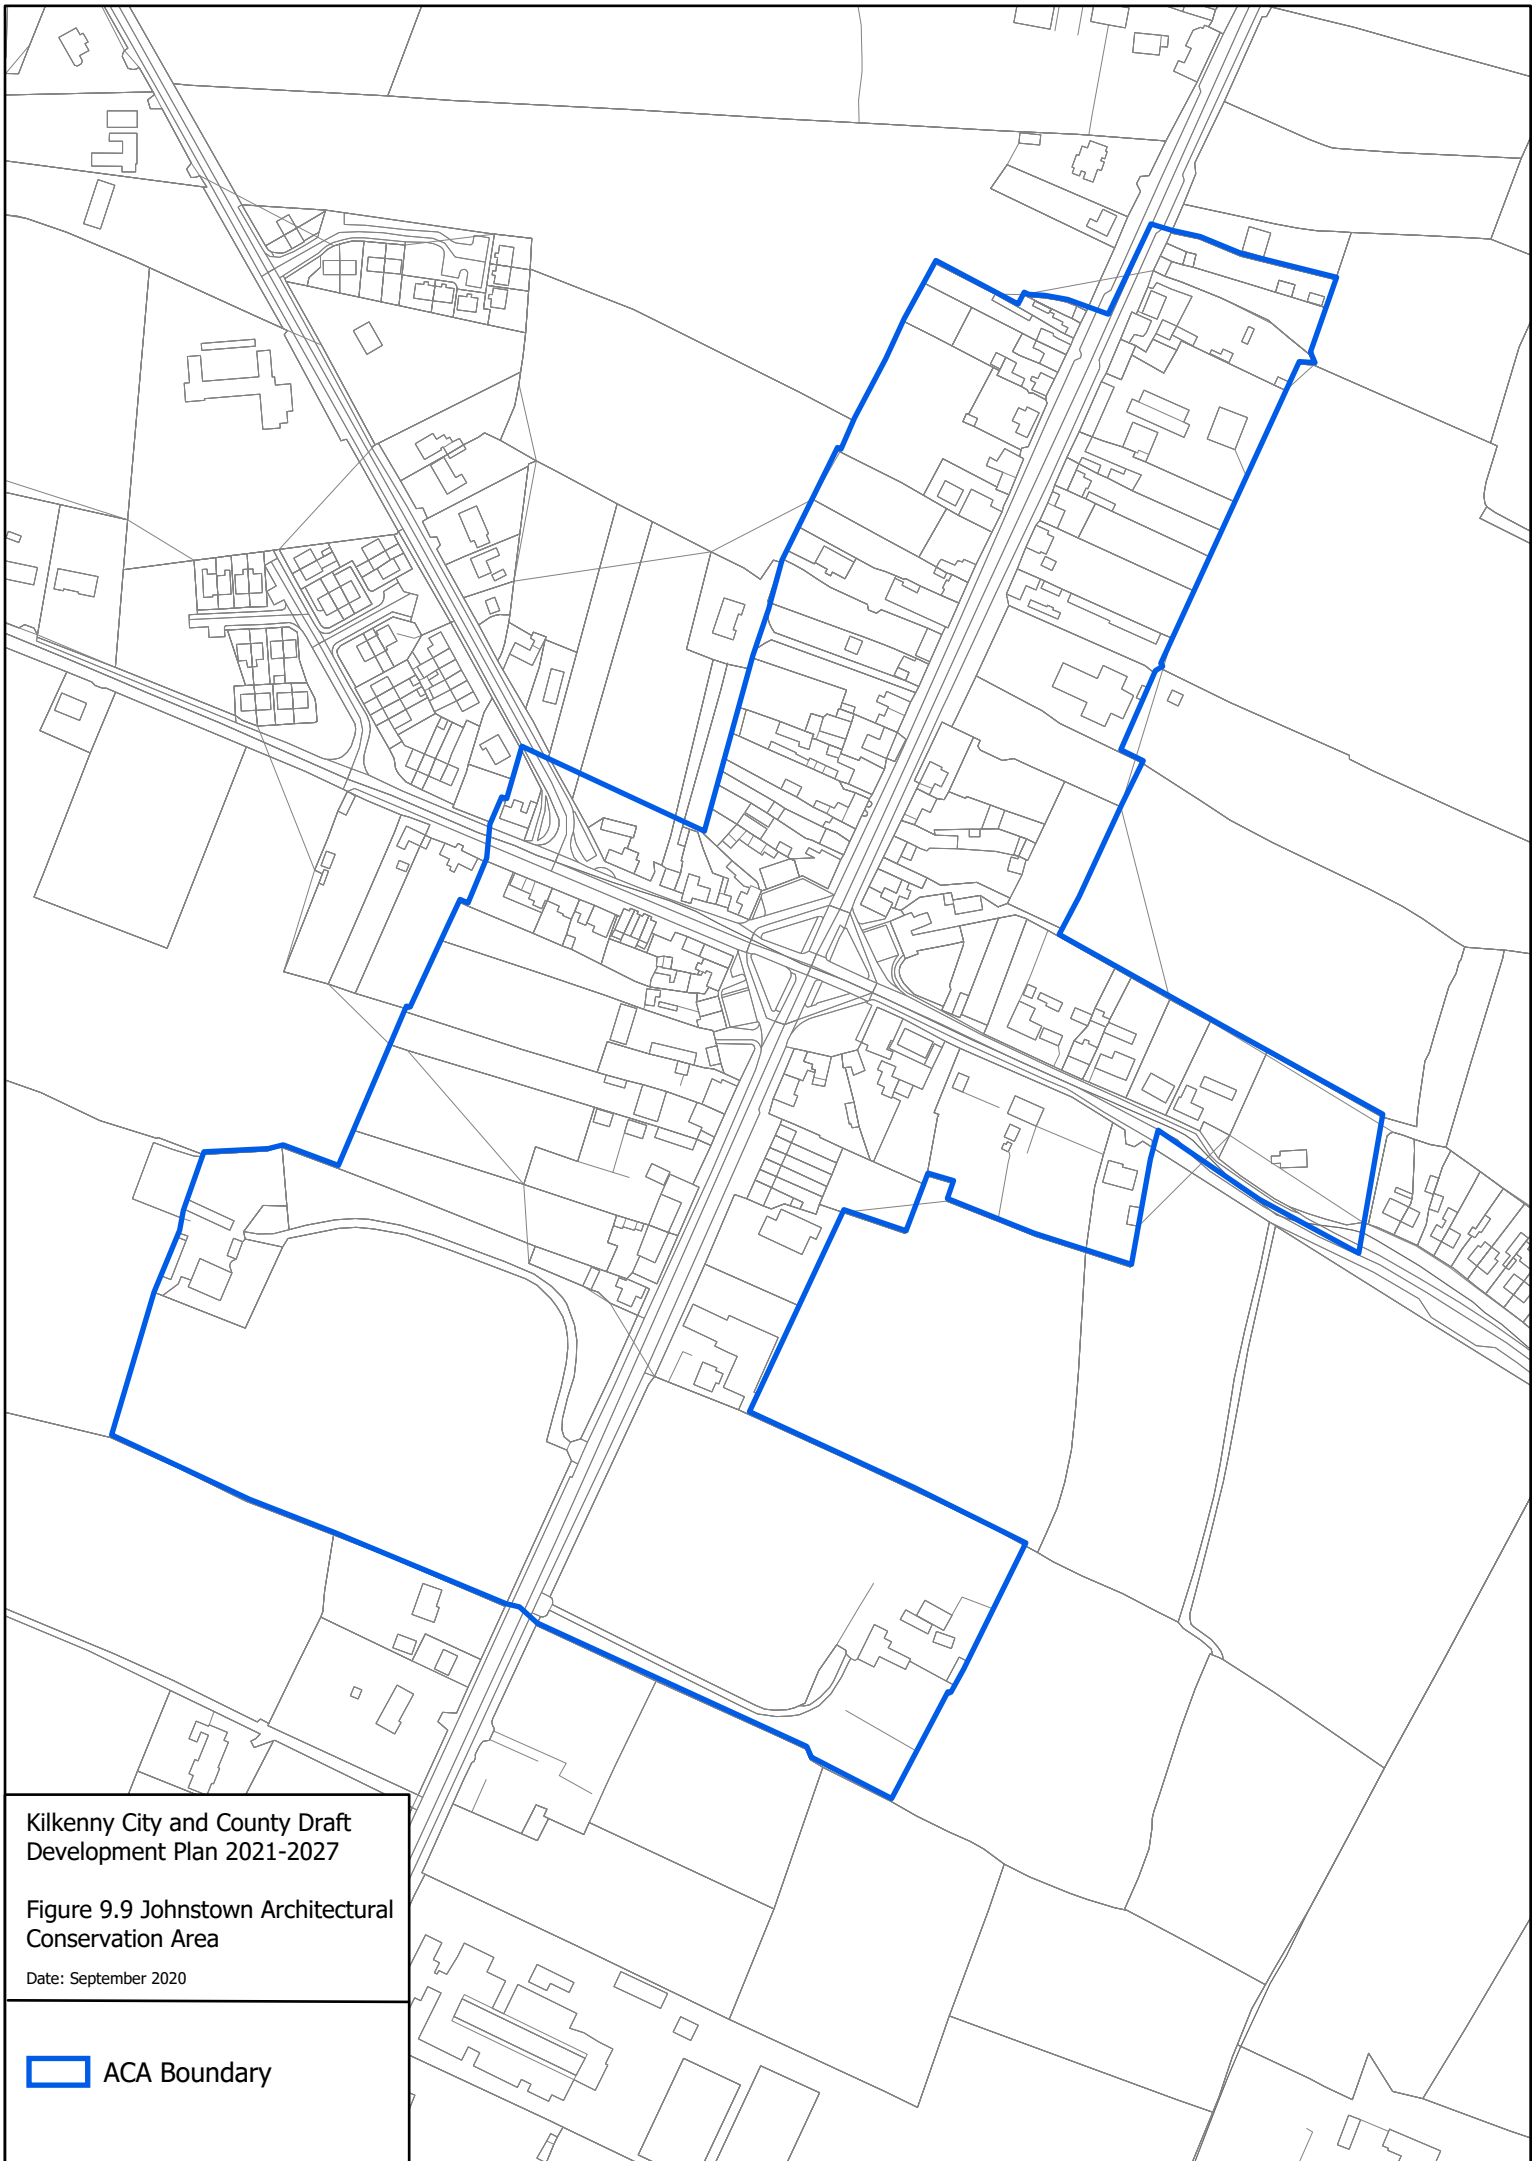 Kilkenny City and County Draft
Development Plan 2021-2027
Figure 9.9 Johnstown Architectural
Conservation Area
Date: September 2020
ACA Boundary